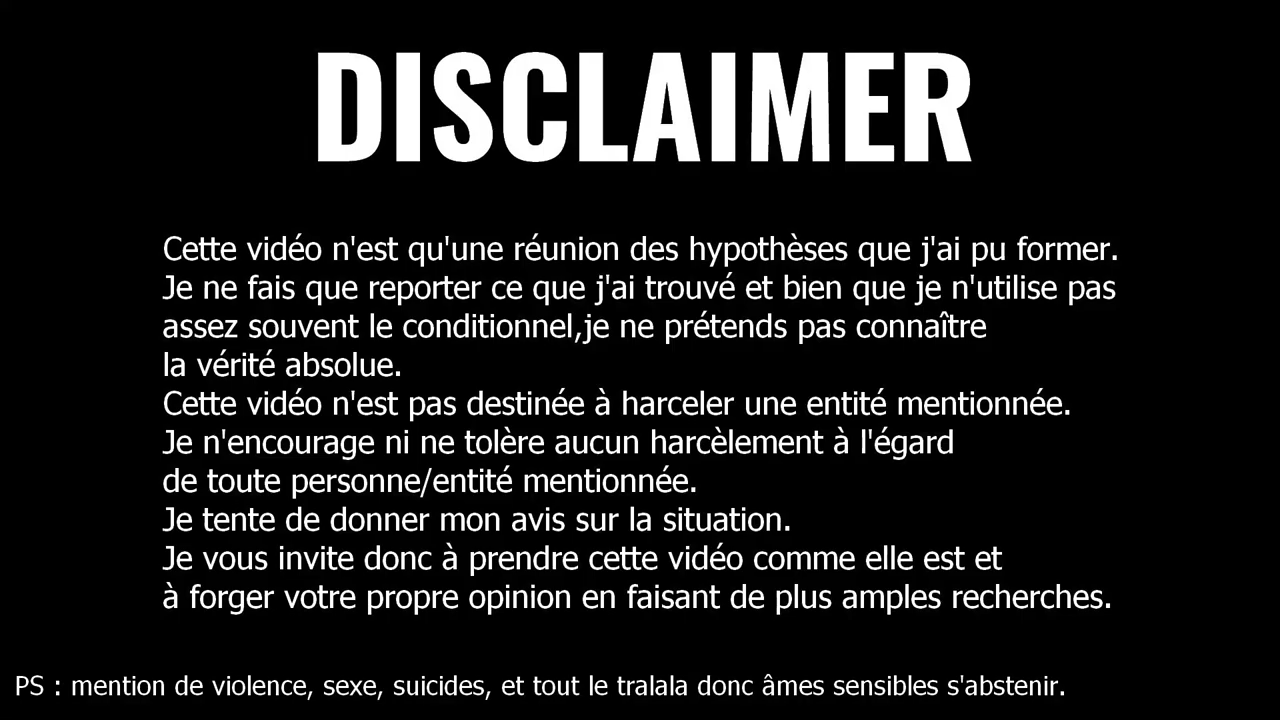 DISCLAIMER
Cette vidéo n'est qu'une réunion des hypothèses que j'ai pu former.
Je ne fais que reporter ce que j'ai trouvé et bien que je n'utilise pas
assez souvent le conditionnel,je ne prétends pas connaître
la vérité absolue.
Cette vidéo n'est pas destinée à harceler une entité mentionnée.
Je n'encourage ni ne tolère aucun harcèlement à l'égard
de toute personne/entité mentionnée.
Je tente de donner mon avis sur la situation.
Je vous invite donc à prendre cette vidéo comme elle est et
à forger votre propre opinion en faisant de plus amples recherches.
PS : mention de violence, sexe, suicides, et tout le tralala donc âmes sensibles s'abstenir.